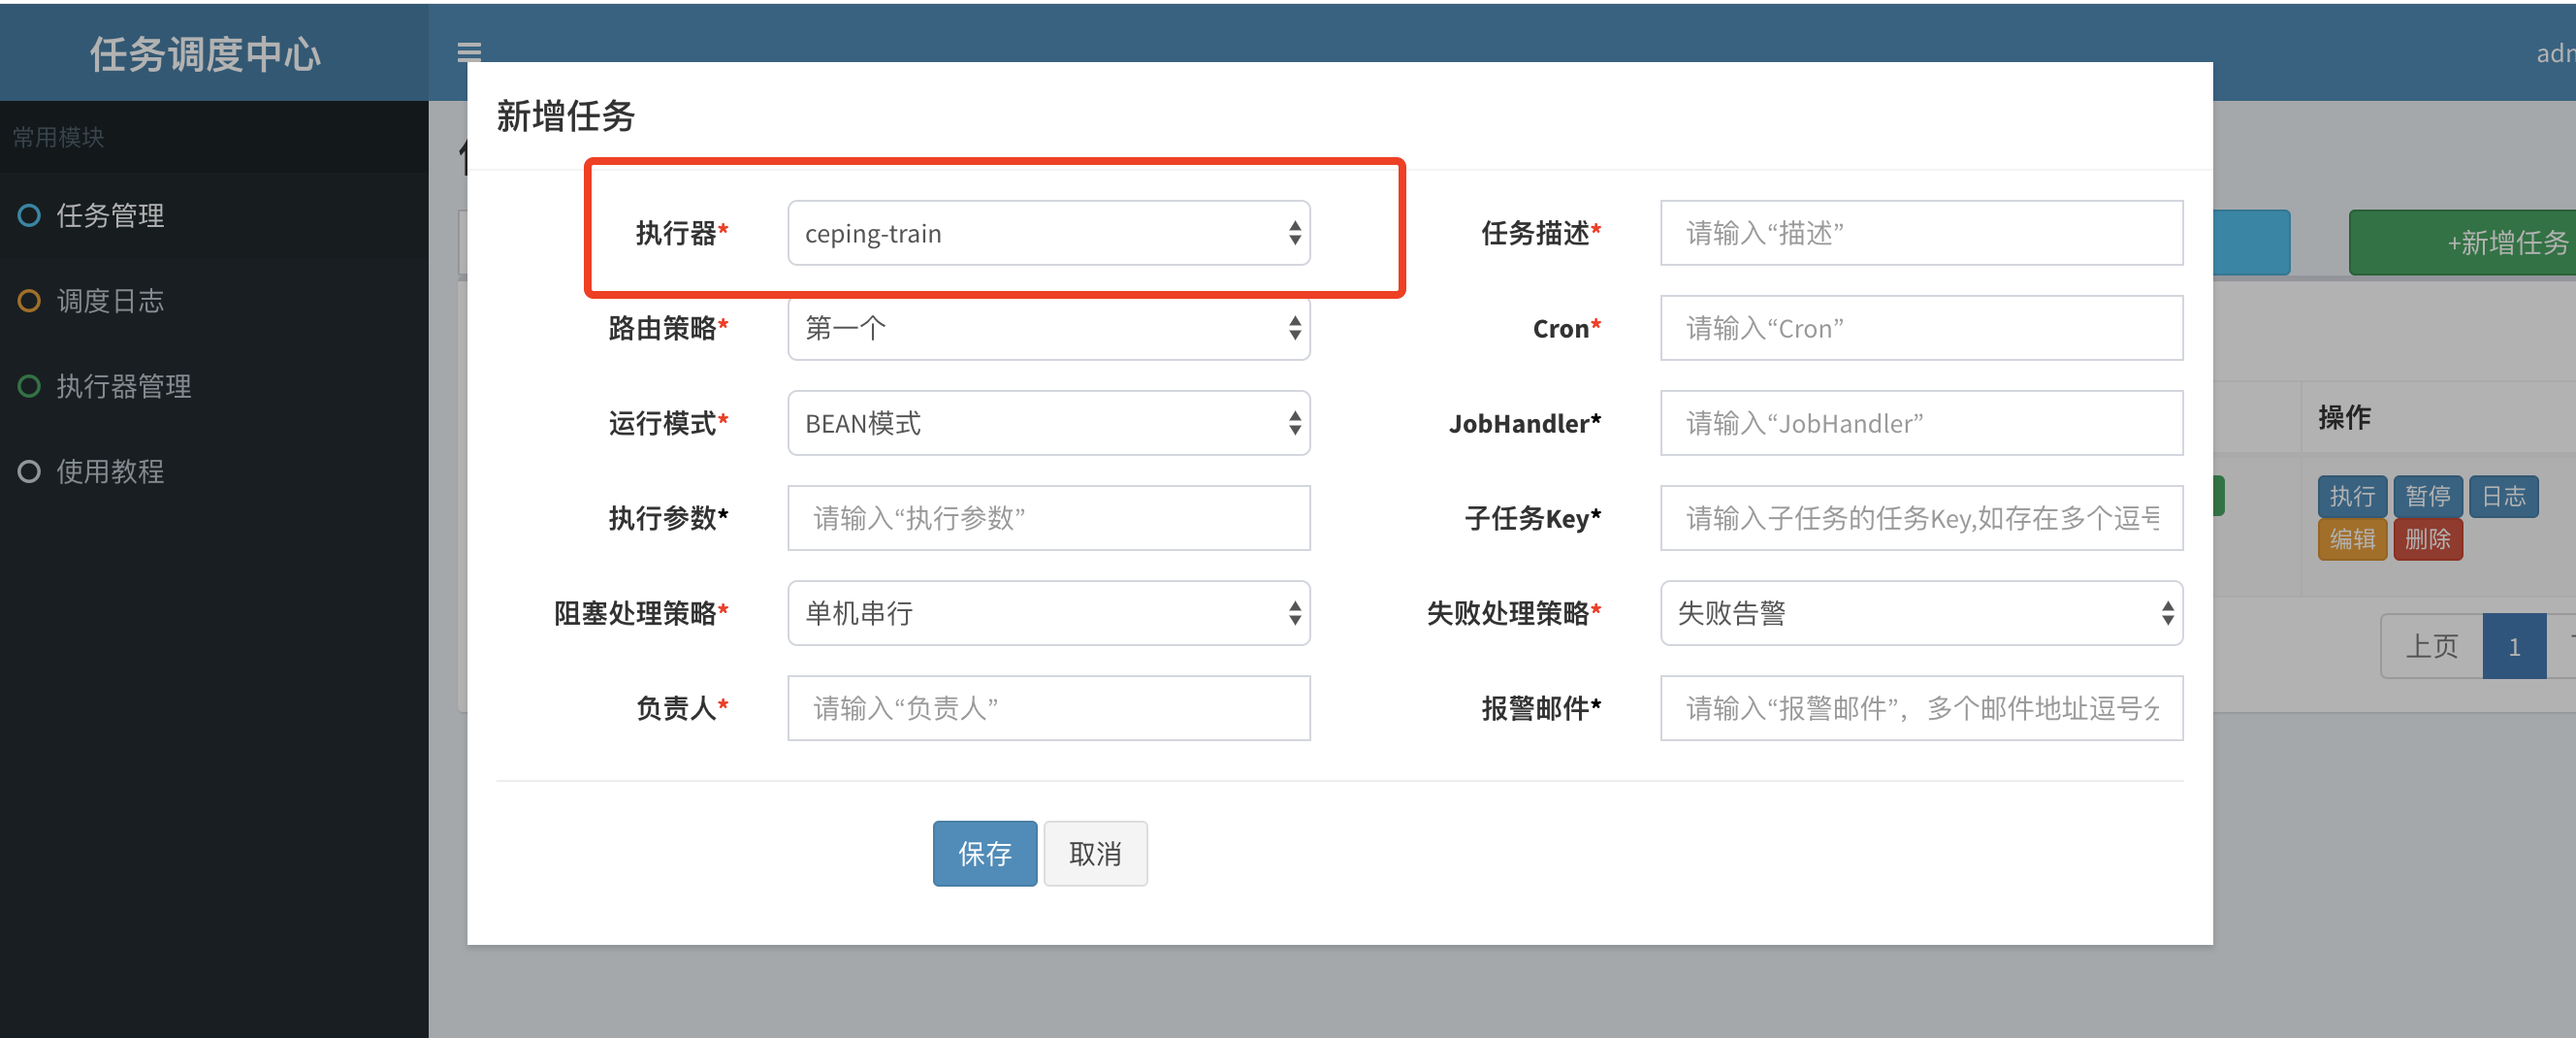 任务调度中心
adn
常用模块
任务管理
调度日志
执行器管理
使用教程
新增任务
执行器* ceping-train 任务描述* 请输入“描述”
路由策略* 第一个 Cron* 请输入“Cron”
运行模式* BEAN模式 JobHandler* 请输入“JobHandler”
执行参数* 请输入“执行参数” 子任务Key* 请输入子任务的任务Key,如存在多个逗号
阻塞处理策略* 单机串行 失败处理策略* 失败告警
负责人* 请输入“负责人” 报警邮件* 请输入“报警邮件”，多个邮件地址逗号分
保存 取消
+新增任务
操作
执行 暂停 日志
编辑 删除
上页 1